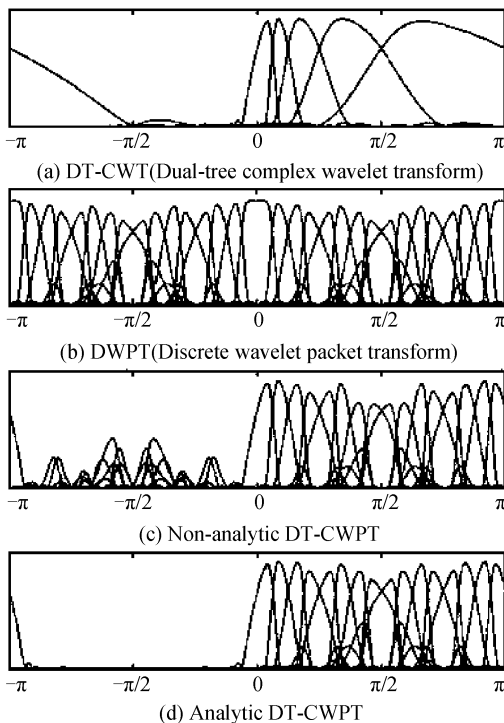 −π −π/2 0 π/2 π
(a) DT-CWT(Dual-tree complex wavelet transform)
−π −π/2 0 π/2 π
(b) DWPT(Discrete wavelet packet transform)
−π −π/2 0 π/2 π
(c) Non-analytic DT-CWPT
−π −π/2 0 π/2 π
(d) Analytic DT-CWPT